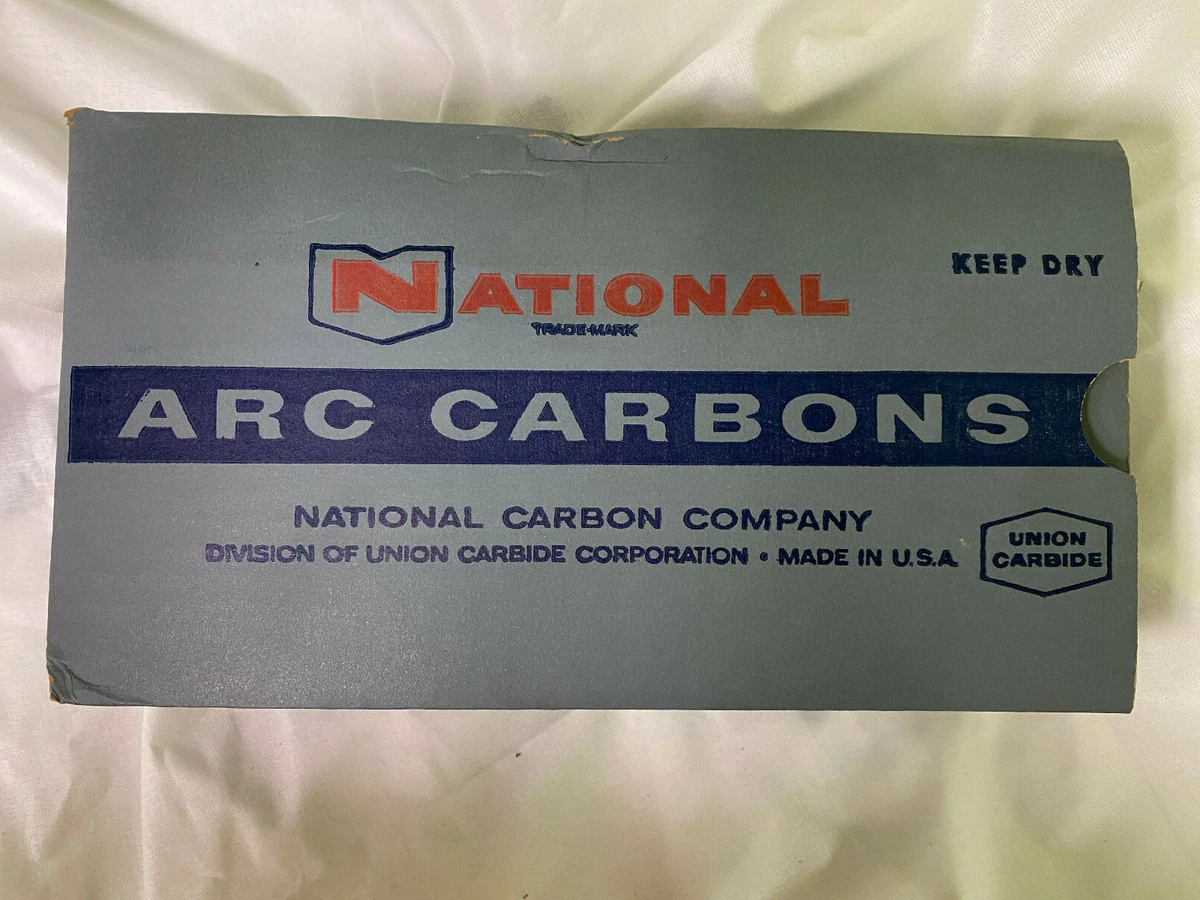 NATIONAL
TRADE-MARK
KEEP DRY
ARC CARBONS
NATIONAL CARBON COMPANY
DIVISION OF UNION CARBIDE CORPORATION • MADE IN U.S.A.
UNION
CARBIDE